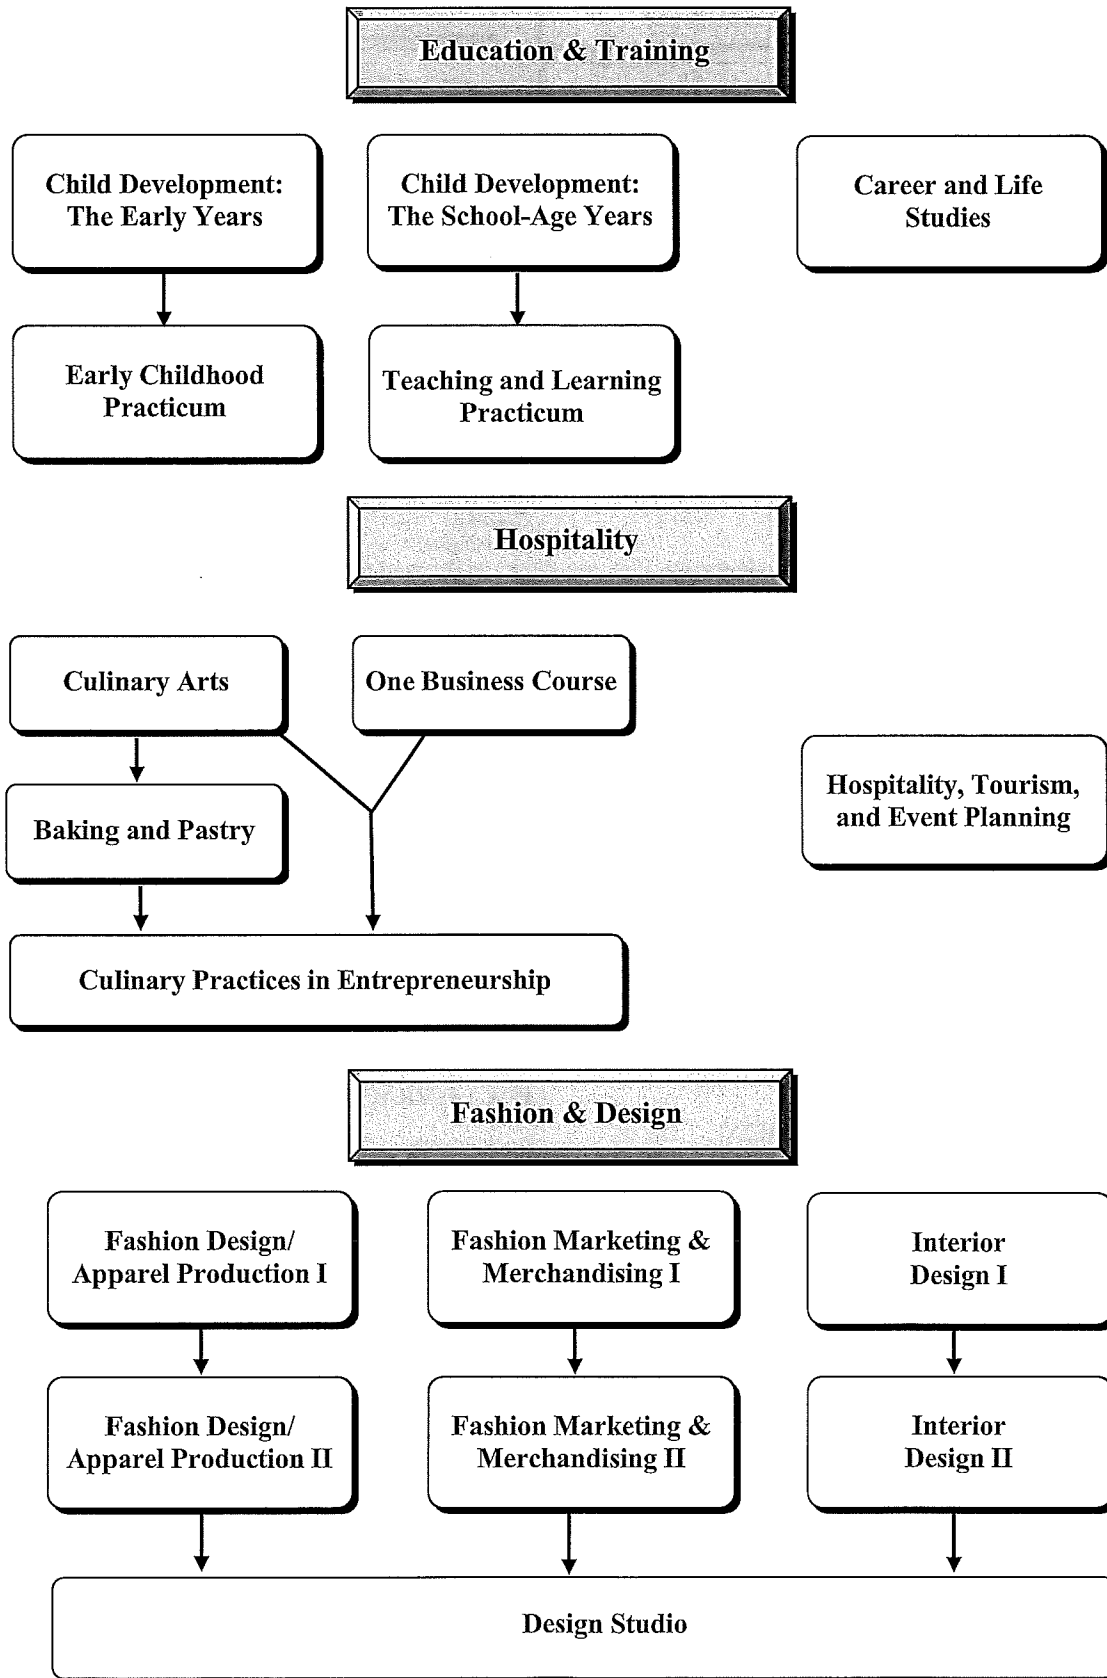 Education & Training
Child Development:
The Early Years
Child Development:
The School-Age Years
Career and Life
Studies
Early Childhood
Practicum
Teaching and Learning
Practicum
Hospitality
Culinary Arts
One Business Course
Hospitality, Tourism,
and Event Planning
Baking and Pastry
Culinary Practices in Entrepreneurship
Fashion & Design
Fashion Design/
Apparel Production I
Fashion Marketing &
Merchandising I
Interior
Design I
Fashion Design/
Apparel Production II
Fashion Marketing &
Merchandising II
Interior
Design II
Design Studio